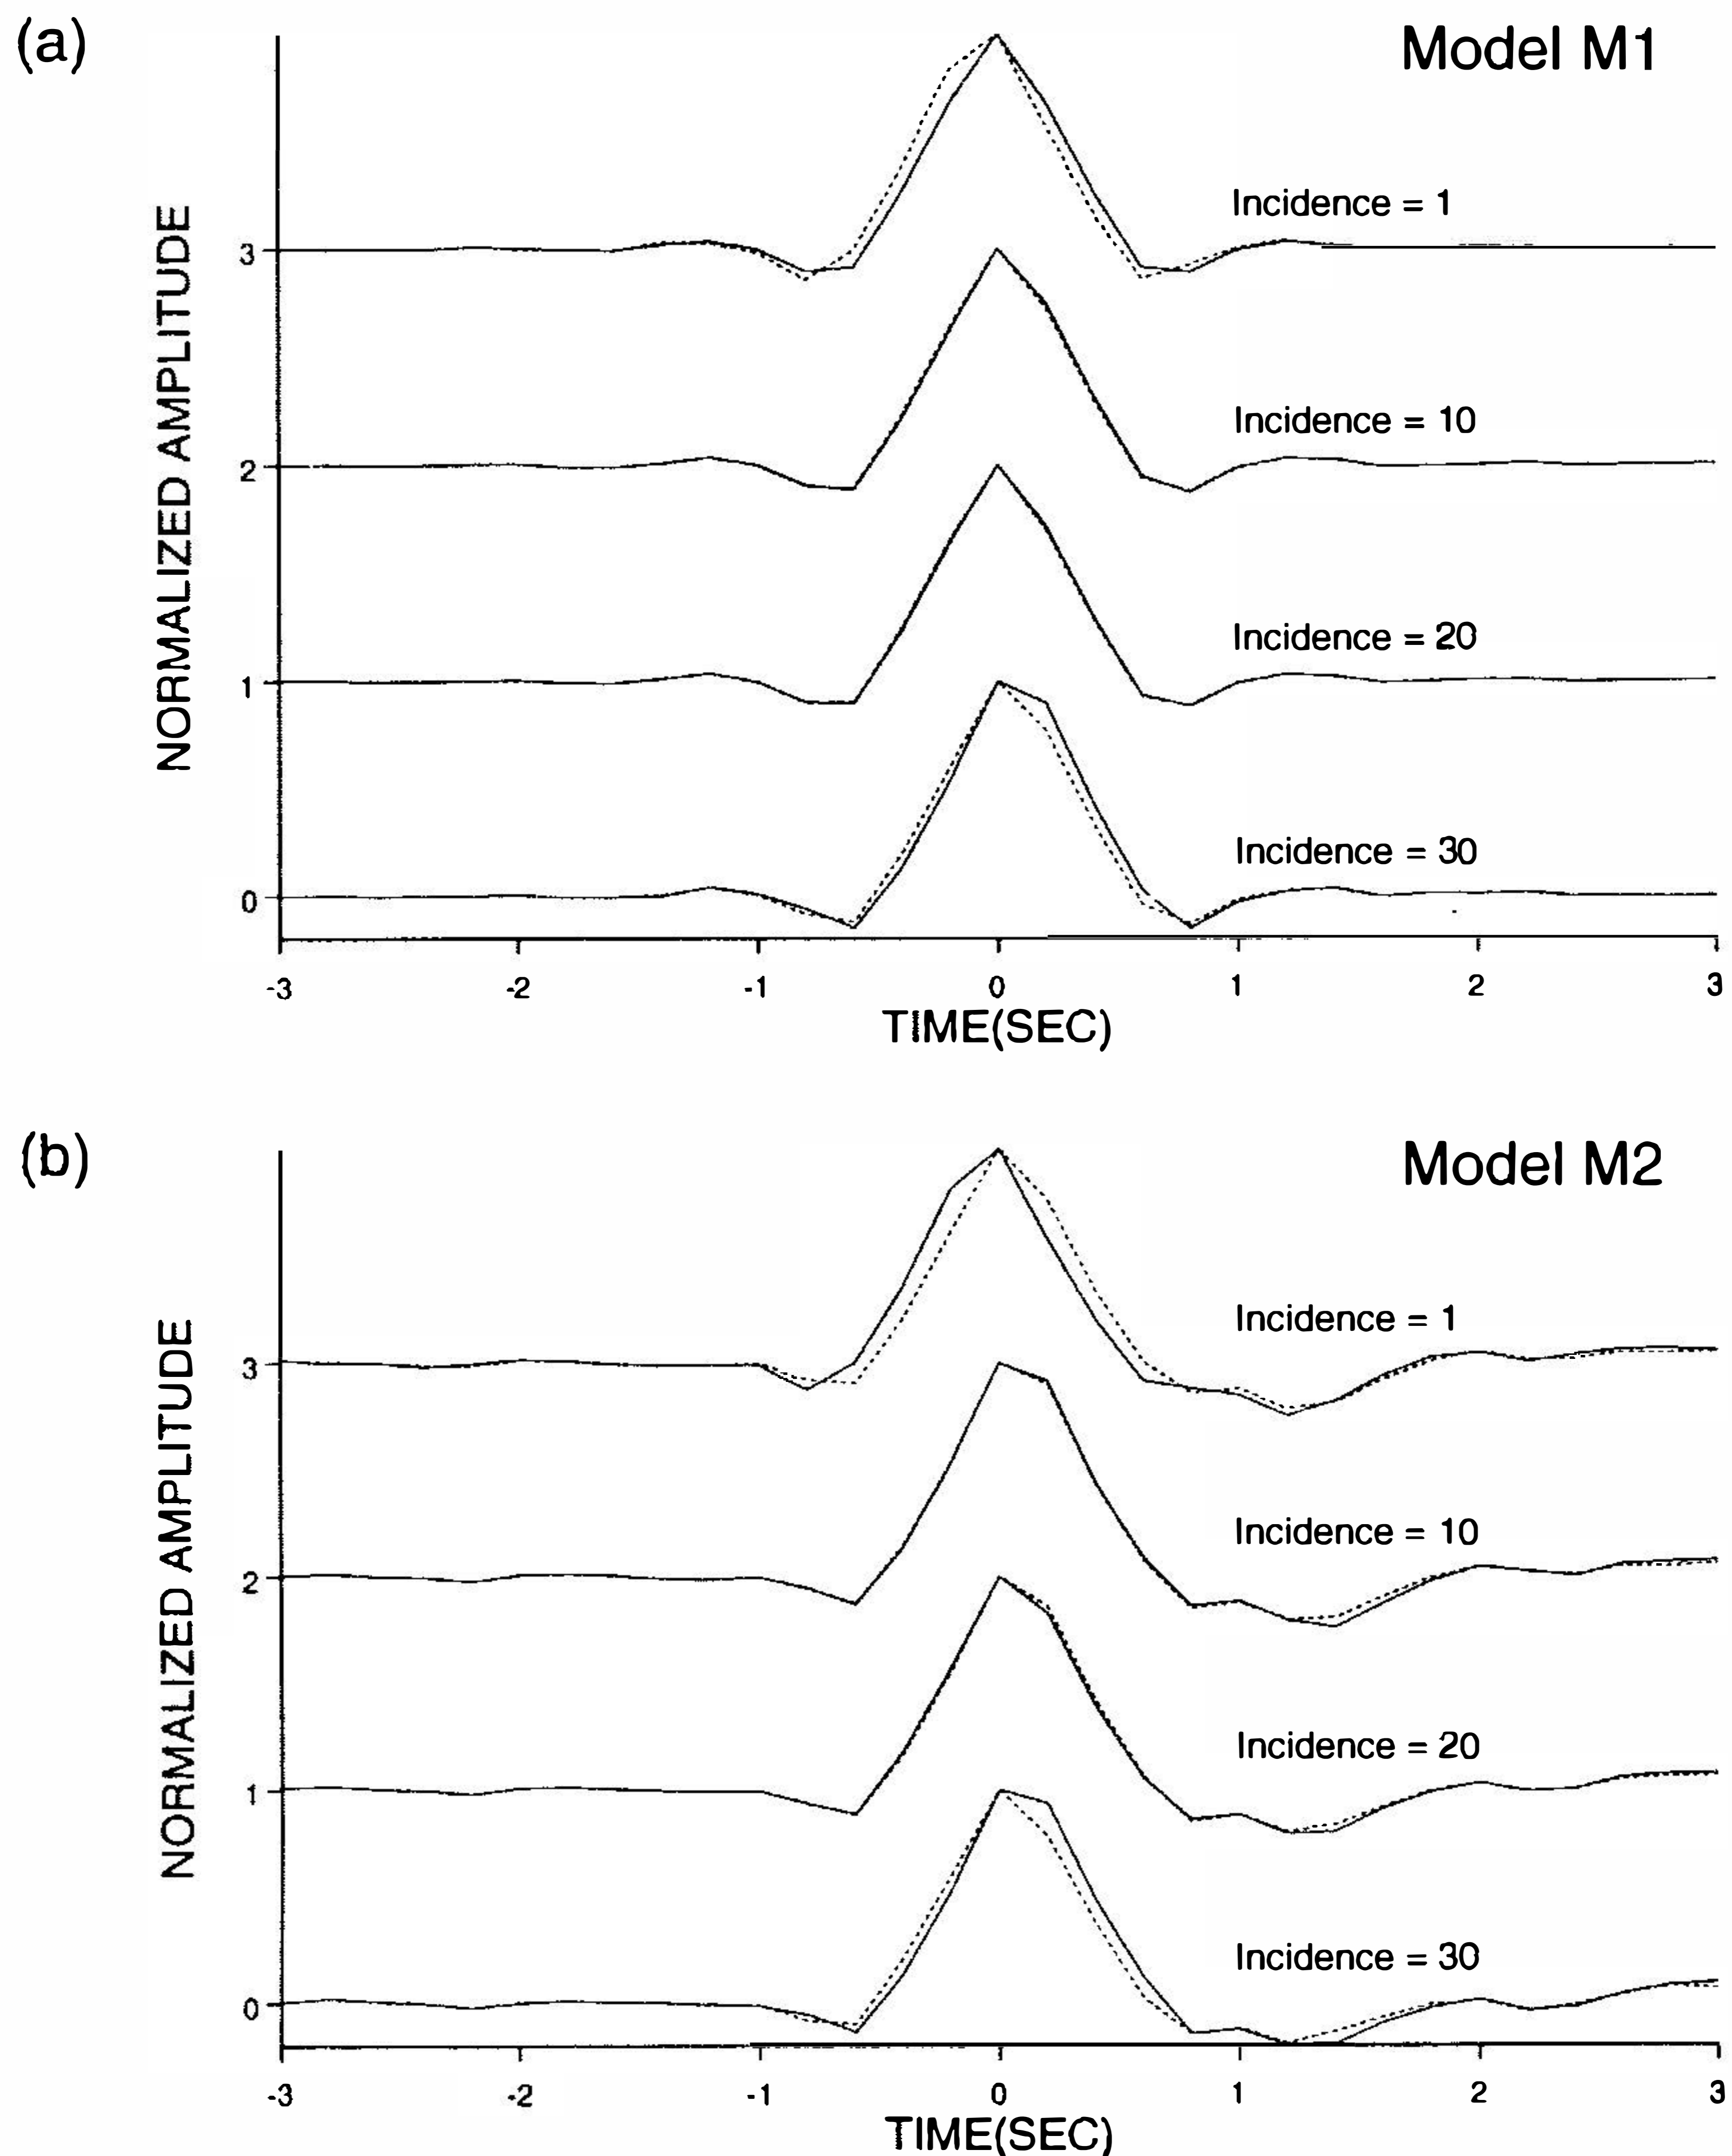 (a)
Model M1
NORMALIZED AMPLITUDE
3
2
1
0
Incidence = 1
Incidence = 10
Incidence = 20
Incidence = 30
-3 -2 -1 0 1 2 3
TIME(SEC)
(b)
Model M2
NORMALIZED AMPLITUDE
3
2
1
0
Incidence = 1
Incidence = 10
Incidence = 20
Incidence = 30
-3 -2 -1 0 1 2 3
TIME(SEC)